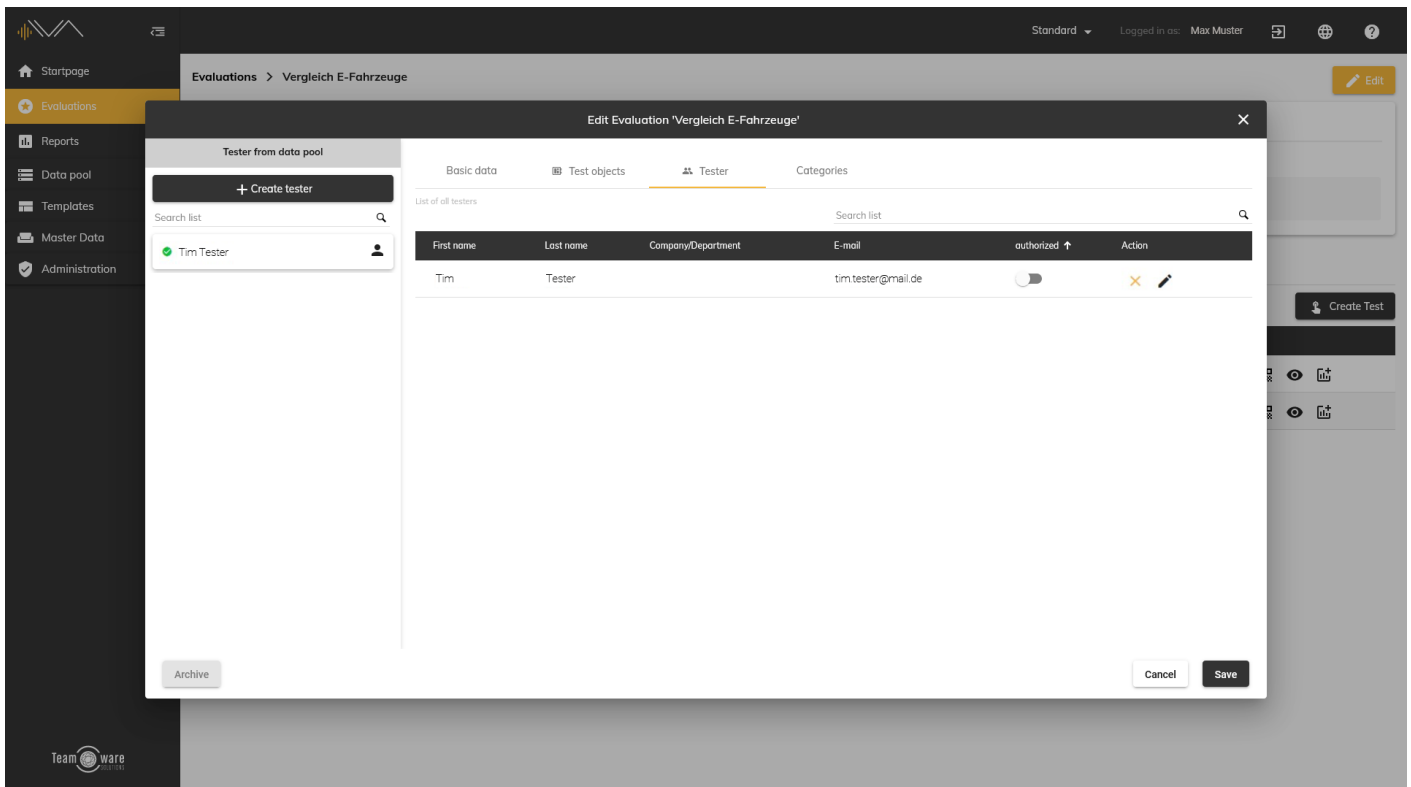 Standard Logged in as: Max Muster
Startpage
Evaluations
Reports
Data pool
Templates
Master Data
Administration
Evaluations > Vergleich E-Fahrzeuge
Edit
Edit Evaluation 'Vergleich E-Fahrzeuge'
Tester from data pool
Create tester
Search list
Tim Tester
Basic data Test objects Tester Categories
List of all testers
Search list
First name Last name Company/Department E-mail authorized Action
Tim Tester tim.tester@mail.de
Create Test
Archive
Cancel Save
Team ware
SOLUTIONS